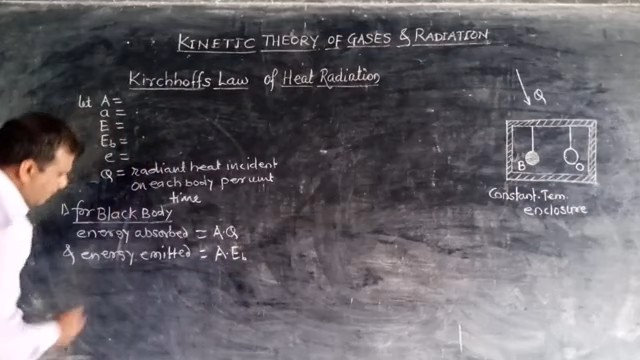 KINETIC THEORY OF GASES & RADIATION
Kirchhoffs Law of Heat Radiation
let A =
a =
E =
Eb =
e =
Q = radiant heat incident
on each body per unit
time
1) for Black Body
energy absorbed = A.Q
& energy emitted = A.Eb
Q
B
O
Constant. Tem.
enclosure